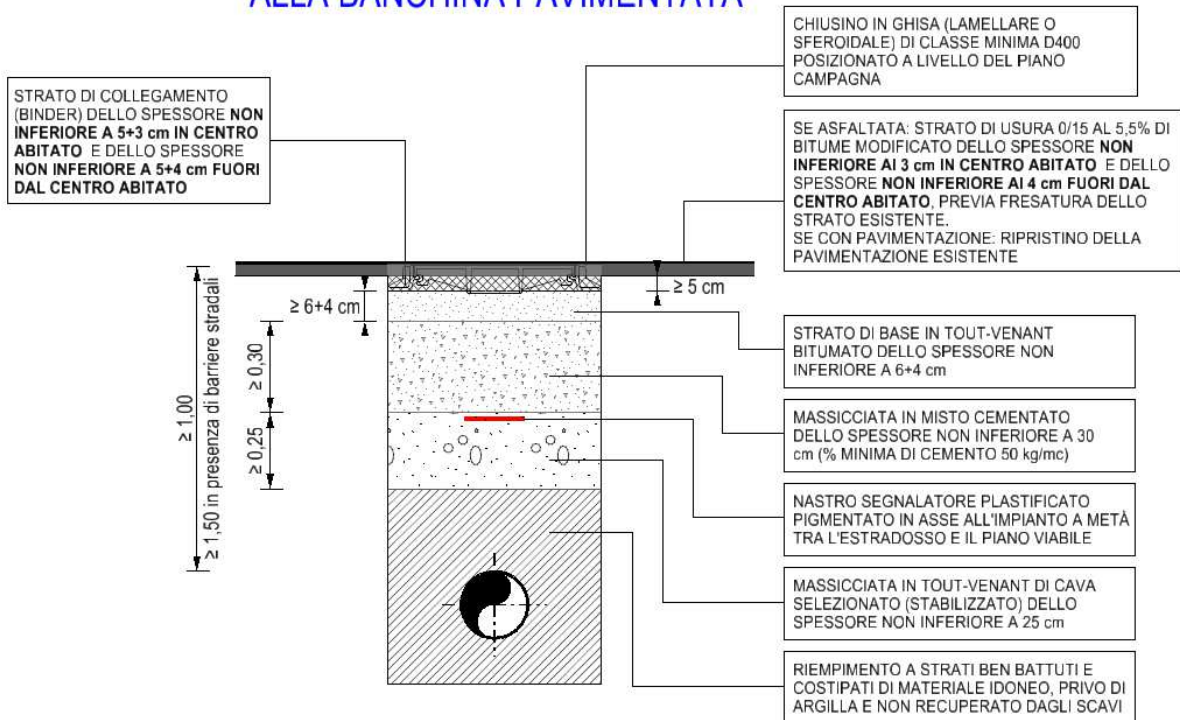 ALLA BANCHINA PAVIMENTATA
CHIUSINO IN GHISA (LAMELLARE O
SFEROIDALE) DI CLASSE MINIMA D400
POSIZIONATO A LIVELLO DEL PIANO
CAMPAGNA
STRATO DI COLLEGAMENTO
(BINDER) DELLO SPESSORE NON
INFERIORE A 5+3 cm IN CENTRO
ABITATO E DELLO SPESSORE
NON INFERIORE A 5+4 cm FUORI
DAL CENTRO ABITATO
SE ASFALTATA: STRATO DI USURA 0/15 AL 5,5% DI
BITUME MODIFICATO DELLO SPESSORE NON
INFERIORE AI 3 cm IN CENTRO ABITATO E DELLO
SPESSORE NON INFERIORE AI 4 cm FUORI DAL
CENTRO ABITATO, PREVIA FRESATURA DELLO
STRATO ESISTENTE.
SE CON PAVIMENTAZIONE: RIPRISTINO DELLA
PAVIMENTAZIONE ESISTENTE
≥ 5 cm
≥ 6+4 cm
≥ 0,30
≥ 0,25
≥ 1,00
≥ 1,50 in presenza di barriere stradali
STRATO DI BASE IN TOUT-VENANT
BITUMATO DELLO SPESSORE NON
INFERIORE A 6+4 cm
MASSICCIATA IN MISTO CEMENTATO
DELLO SPESSORE NON INFERIORE A 30
cm (% MINIMA DI CEMENTO 50 kg/mc)
NASTRO SEGNALATORE PLASTIFICATO
PIGMENTATO IN ASSE ALL'IMPIANTO A METÀ
TRA L'ESTRADOSSO E IL PIANO VIABILE
MASSICCIATA IN TOUT-VENANT DI CAVA
SELEZIONATO (STABILIZZATO) DELLO
SPESSORE NON INFERIORE A 25 cm
RIEMPIMENTO A STRATI BEN BATTUTI E
COSTIPATI DI MATERIALE IDONEO, PRIVO DI
ARGILLA E NON RECUPERATO DAGLI SCAVI